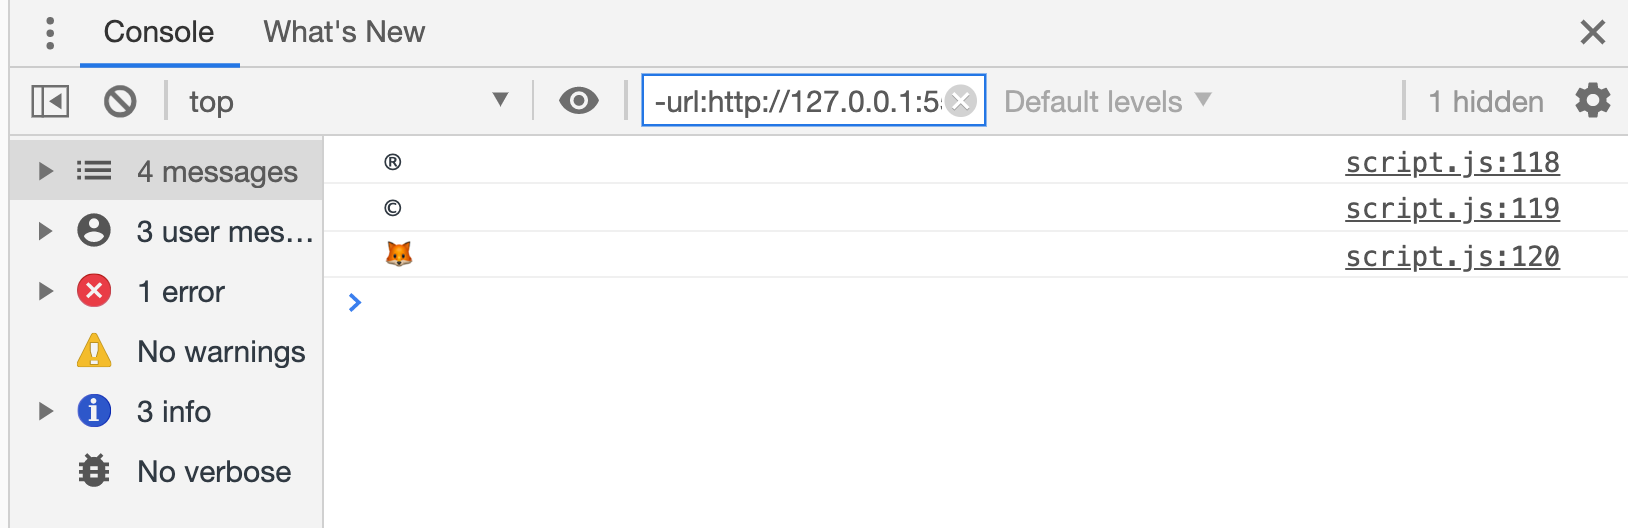 Console What's New
top -url:http://127.0.0.1:5 Default levels 1 hidden
4 messages
3 user mes…
1 error
No warnings
3 info
No verbose
® script.js:118
© script.js:119
🦊 script.js:120